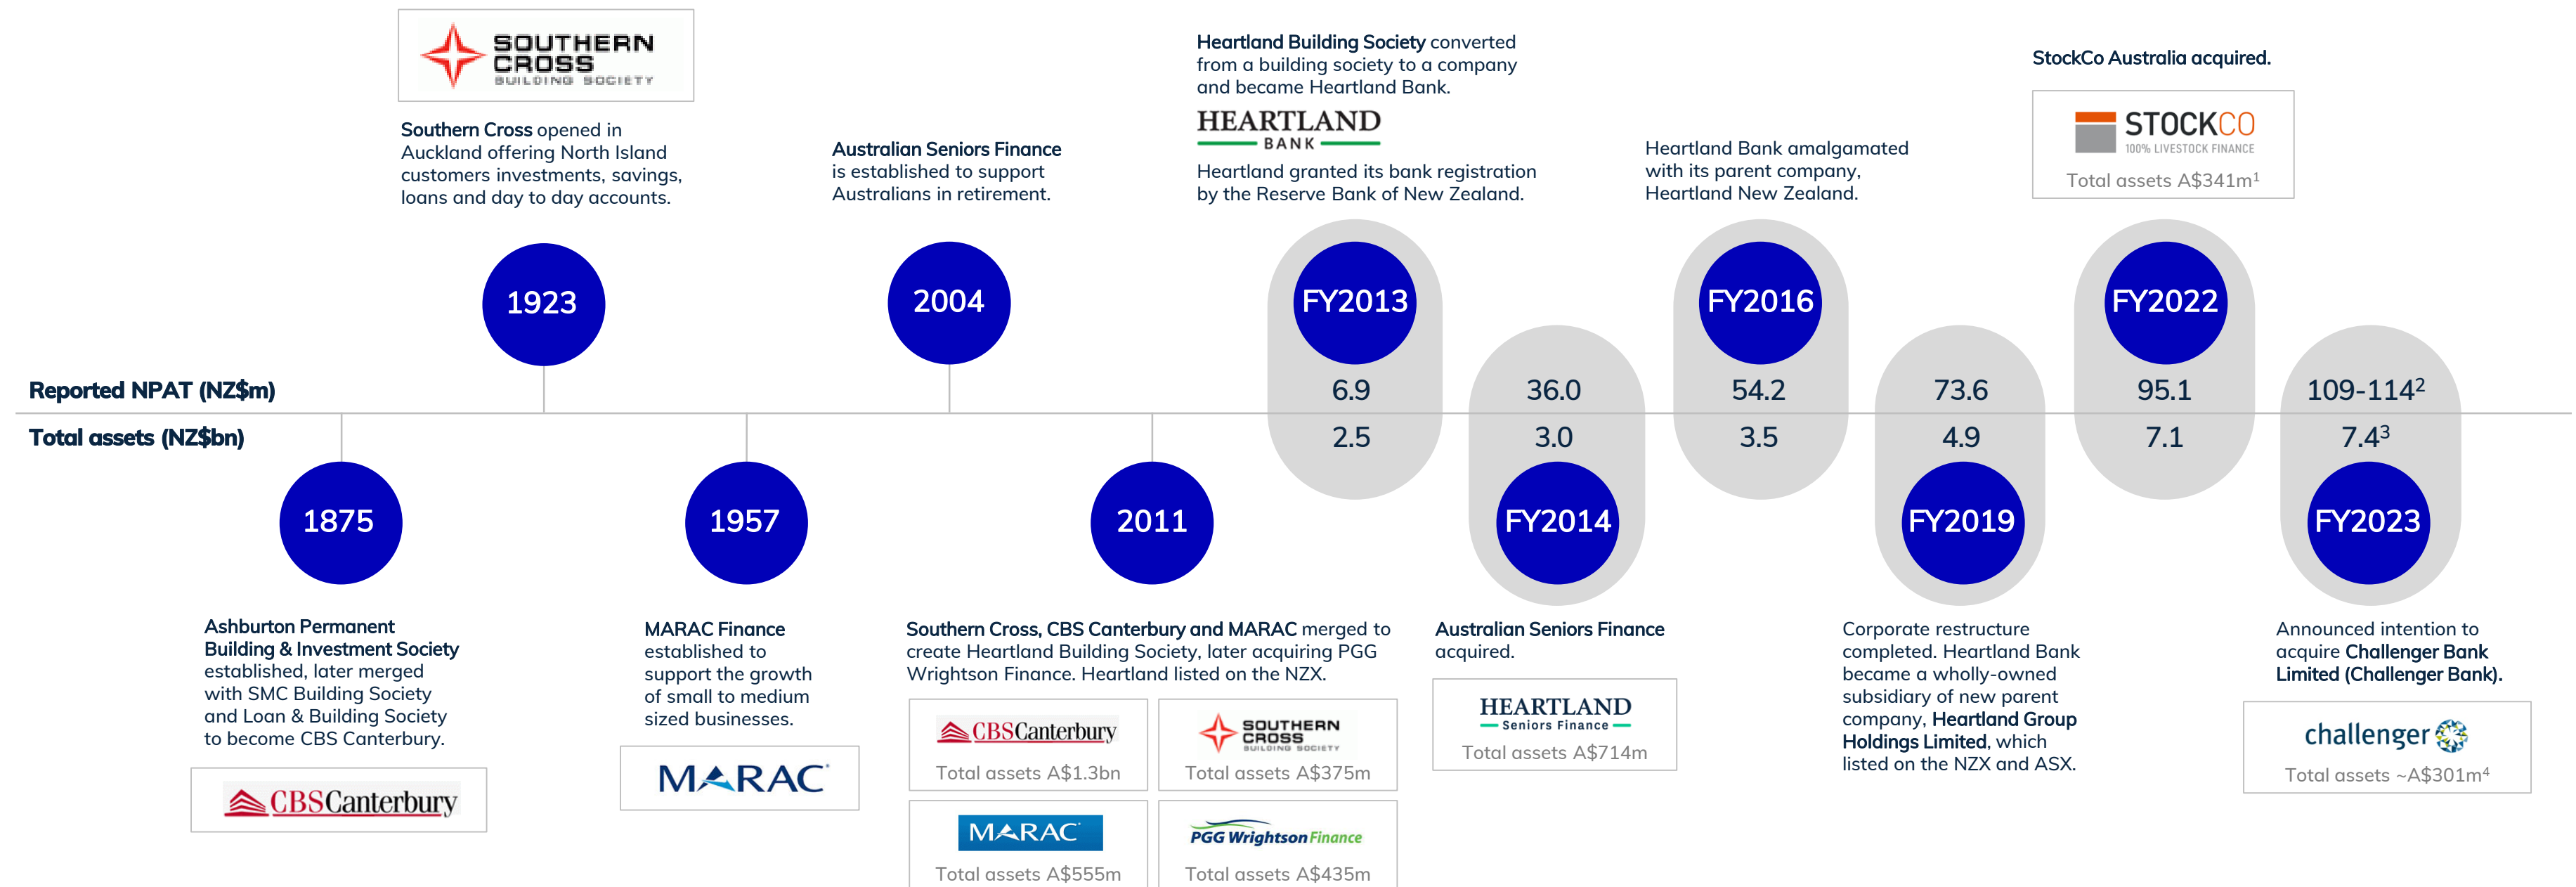 SOUTHERN
CROSS
BUILDING SOCIETY
Southern Cross opened in
Auckland offering North Island
customers investments, savings,
loans and day to day accounts.
Australian Seniors Finance
is established to support
Australians in retirement.
Heartland Building Society converted
from a building society to a company
and became Heartland Bank.
HEARTLAND
BANK
Heartland granted its bank registration
by the Reserve Bank of New Zealand.
Heartland Bank amalgamated
with its parent company,
Heartland New Zealand.
StockCo Australia acquired.
STOCKCO
100% LIVESTOCK FINANCE
Total assets A$341m¹
1923
2004
FY2013
FY2016
FY2022
Reported NPAT (NZ$m)
6.9
36.0
54.2
73.6
95.1
109-114²
Total assets (NZ$bn)
2.5
3.0
3.5
4.9
7.1
7.4³
1875
1957
2011
FY2014
FY2019
FY2023
Ashburton Permanent
Building & Investment Society
established, later merged
with SMC Building Society
and Loan & Building Society
to become CBS Canterbury.
CBSCanterbury
MARAC Finance
established to
support the growth
of small to medium
sized businesses.
MARAC
Southern Cross, CBS Canterbury and MARAC merged to
create Heartland Building Society, later acquiring PGG
Wrightson Finance. Heartland listed on the NZX.
CBSCanterbury
Total assets A$1.3bn
SOUTHERN
CROSS
BUILDING SOCIETY
Total assets A$375m
MARAC
Total assets A$555m
PGG Wrightson Finance
Total assets A$435m
Australian Seniors Finance
acquired.
HEARTLAND
Seniors Finance
Total assets A$714m
Corporate restructure
completed. Heartland Bank
became a wholly-owned
subsidiary of new parent
company, Heartland Group
Holdings Limited, which
listed on the NZX and ASX.
Announced intention to
acquire Challenger Bank
Limited (Challenger Bank).
challenger
Total assets ~A$301m⁴